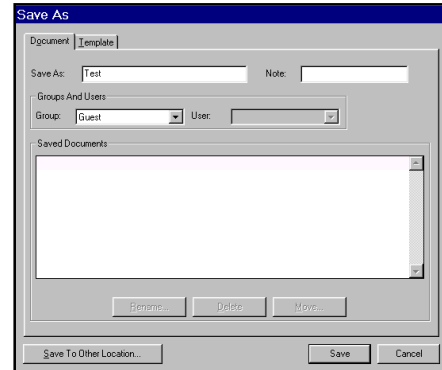 Save As
Document Template
Save As: Test Note:
Groups And Users
Group: Guest User:
Saved Documents
Rename... Delete Move...
Save To Other Location... Save Cancel